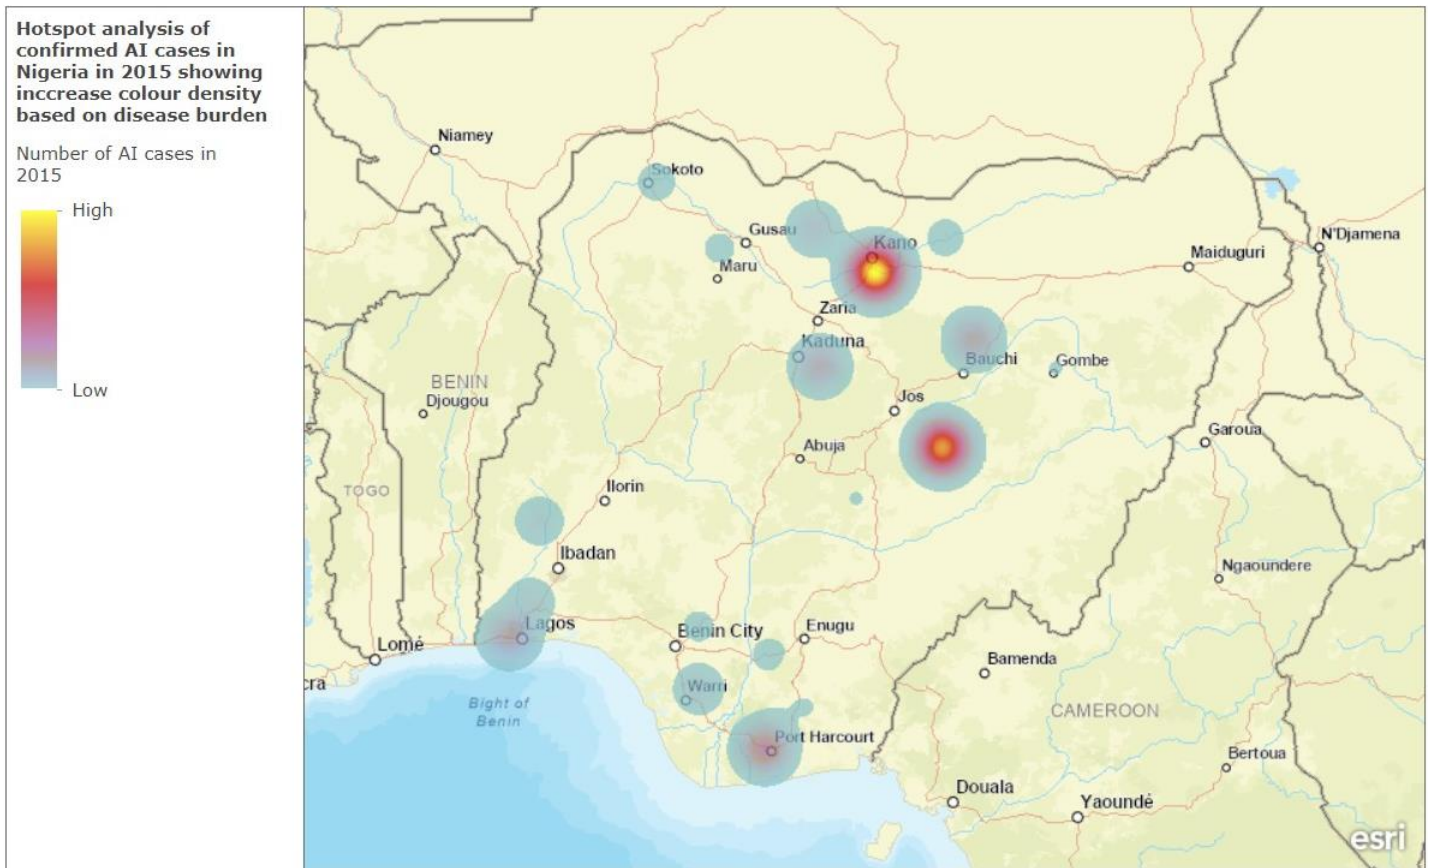 Hotspot analysis of
confirmed AI cases in
Nigeria in 2015 showing
inccrease colour density
based on disease burden
Number of AI cases in
2015
High
Low
Niamey
Sokoto
Gusau
Maru
Kano
Maiduguri
N'Djamena
Zaria
Kaduna
Bauchi
Gombe
BENIN
Djougou
Jos
Garoua
Abuja
TOGO
Ilorin
Ibadan
Ngaoundere
Lagos
Benin City
Enugu
Lomé
cra
Bamenda
Warri
Bight of
Benin
CAMEROON
Port Harcourt
Bertoua
Douala
Yaoundé
esri